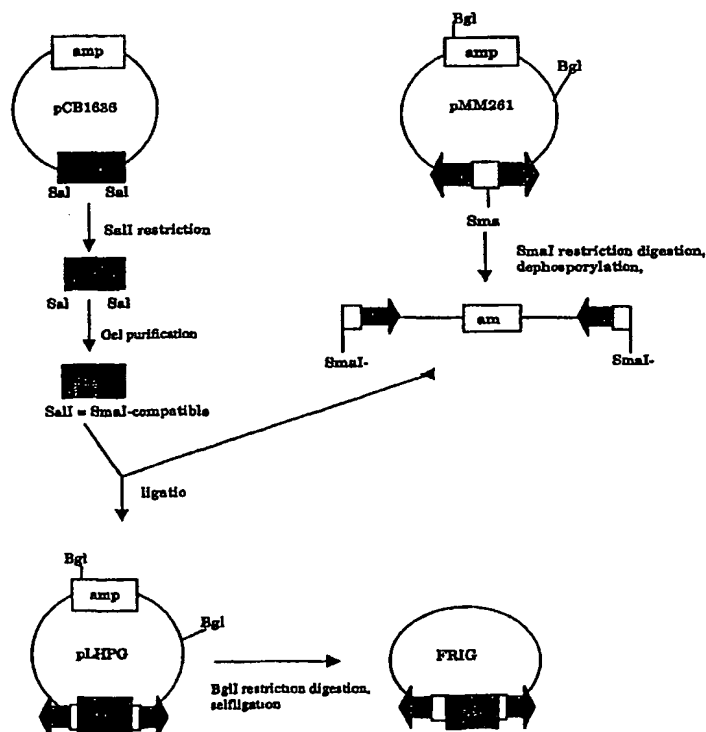 amp
pCB1636
Sal Sal
SalI restriction
Sal Sal
Gel purification
SalI = SmaI-compatible
Bgl
amp
Bgl
pMM261
Sma
SmaI restriction digestion,
dephosporylation,
am
SmaI- SmaI-
ligatio
Bgl
amp
Bgl
pLHPG
BglI restriction digestion,
selfligation
FRIG